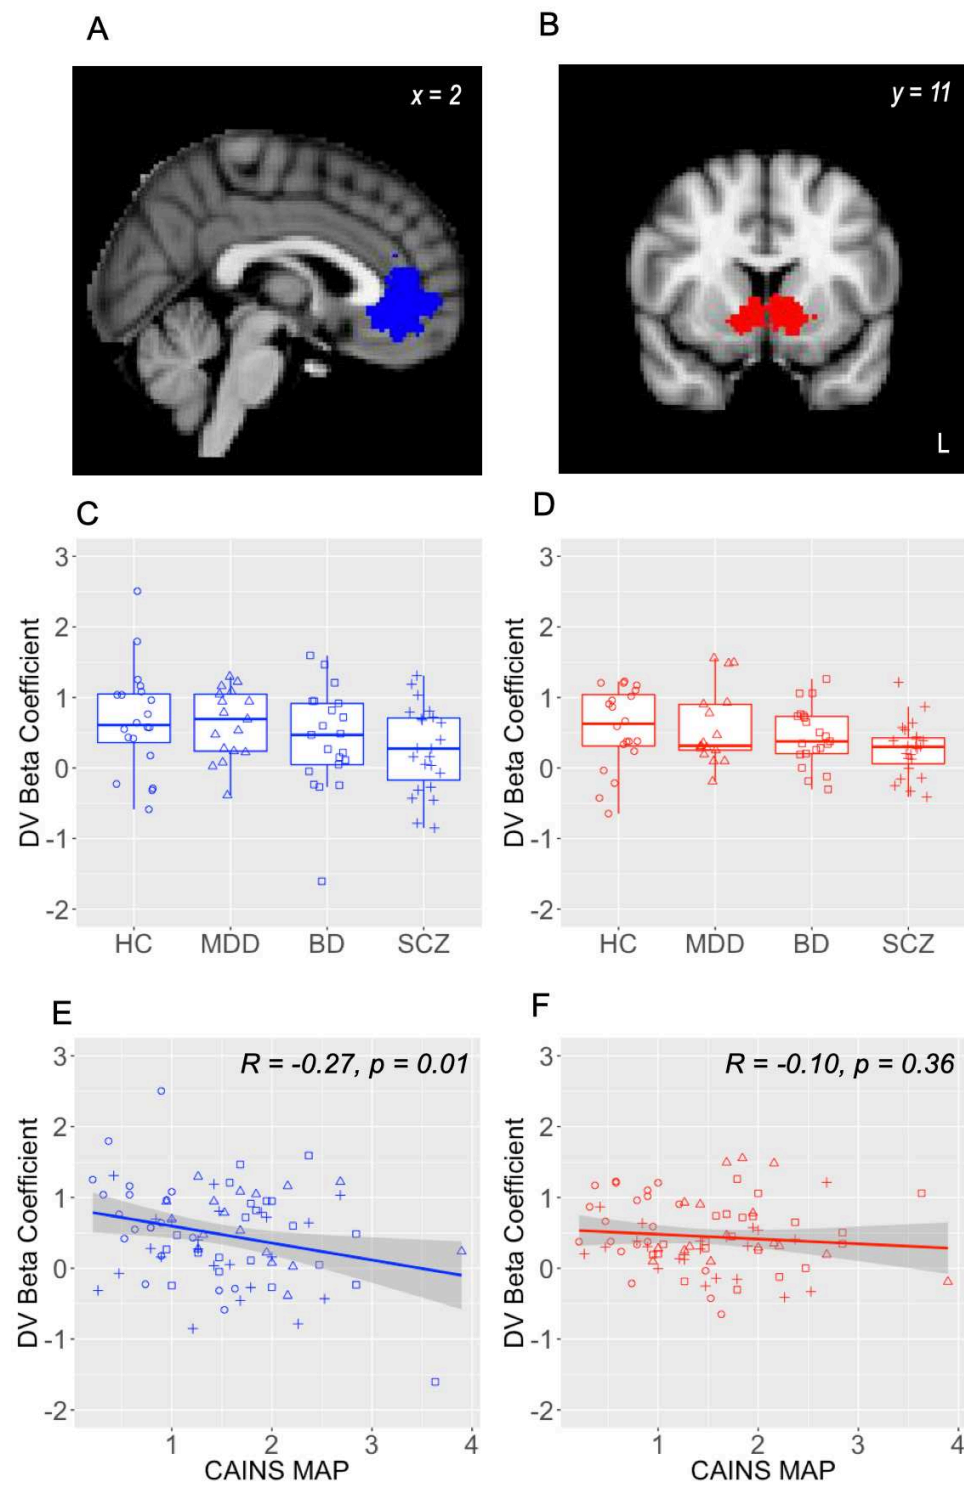 A
B
x = 2
y = 11
L
C
D
3
2
1
0
-1
-2
DV Beta Coefficient
HC MDD BD SCZ
3
2
1
0
-1
-2
DV Beta Coefficient
HC MDD BD SCZ
E
F
R = -0.27, p = 0.01
3
2
1
0
-1
-2
DV Beta Coefficient
1 2 3 4
CAINS MAP
R = -0.10, p = 0.36
3
2
1
0
-1
-2
DV Beta Coefficient
1 2 3 4
CAINS MAP